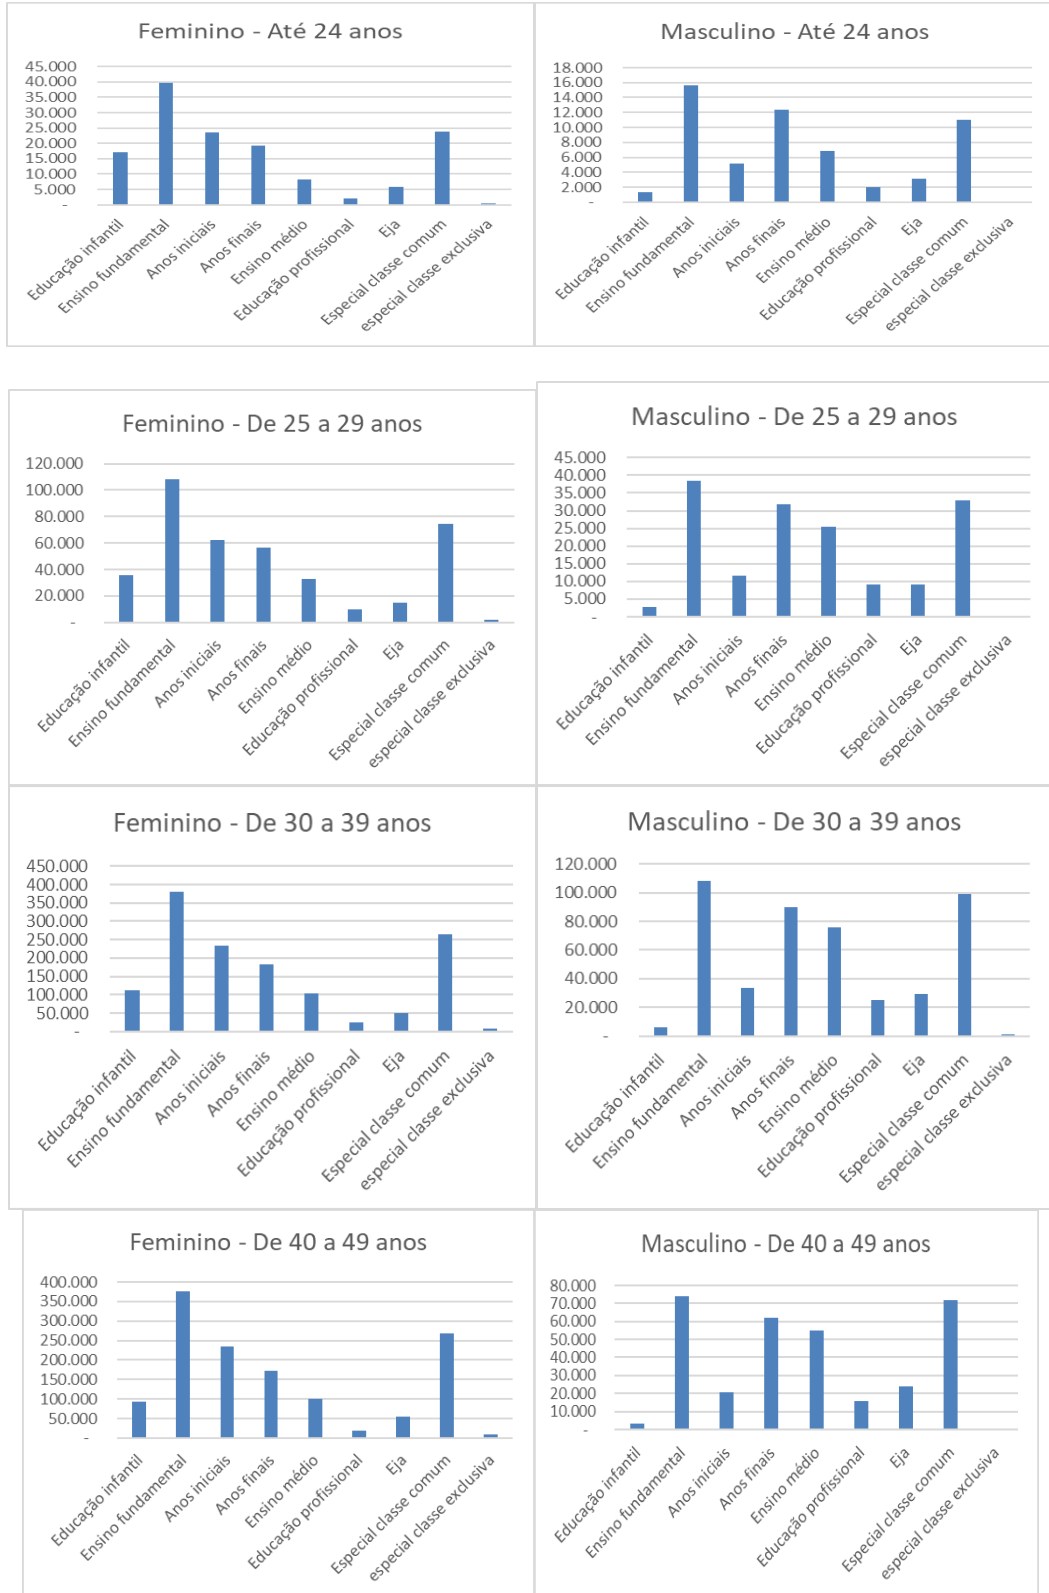 Feminino - Até 24 anos
45.000
40.000
35.000
30.000
25.000
20.000
15.000
10.000
5.000
-
Educação infantil
Ensino fundamental
Anos iniciais
Anos finais
Ensino médio
Educação profissional
Eja
Especial classe comum
especial classe exclusiva
Masculino - Até 24 anos
18.000
16.000
14.000
12.000
10.000
8.000
6.000
4.000
2.000
-
Educação infantil
Ensino fundamental
Anos iniciais
Anos finais
Ensino médio
Educação profissional
Eja
Especial classe comum
especial classe exclusiva
Feminino - De 25 a 29 anos
120.000
100.000
80.000
60.000
40.000
20.000
-
Educação infantil
Ensino fundamental
Anos iniciais
Anos finais
Ensino médio
Educação profissional
Eja
Especial classe comum
especial classe exclusiva
Masculino - De 25 a 29 anos
45.000
40.000
35.000
30.000
25.000
20.000
15.000
10.000
5.000
-
Educação infantil
Ensino fundamental
Anos iniciais
Anos finais
Ensino médio
Educação profissional
Eja
Especial classe comum
especial classe exclusiva
Feminino - De 30 a 39 anos
450.000
400.000
350.000
300.000
250.000
200.000
150.000
100.000
50.000
-
Educação infantil
Ensino fundamental
Anos iniciais
Anos finais
Ensino médio
Educação profissional
Eja
Especial classe comum
especial classe exclusiva
Masculino - De 30 a 39 anos
120.000
100.000
80.000
60.000
40.000
20.000
-
Educação infantil
Ensino fundamental
Anos iniciais
Anos finais
Ensino médio
Educação profissional
Eja
Especial classe comum
especial classe exclusiva
Feminino - De 40 a 49 anos
400.000
350.000
300.000
250.000
200.000
150.000
100.000
50.000
-
Educação infantil
Ensino fundamental
Anos iniciais
Anos finais
Ensino médio
Educação profissional
Eja
Especial classe comum
especial classe exclusiva
Masculino - De 40 a 49 anos
80.000
70.000
60.000
50.000
40.000
30.000
20.000
10.000
-
Educação infantil
Ensino fundamental
Anos iniciais
Anos finais
Ensino médio
Educação profissional
Eja
Especial classe comum
especial classe exclusiva